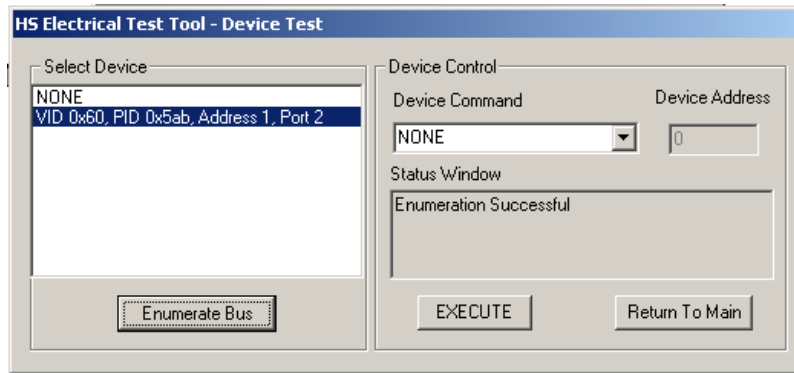 HS Electrical Test Tool - Device Test
Select Device
NONE
VID 0x60, PID 0x5ab, Address 1, Port 2
Enumerate Bus
Device Control
Device Command
Device Address
NONE
0
Status Window
Enumeration Successful
EXECUTE
Return To Main